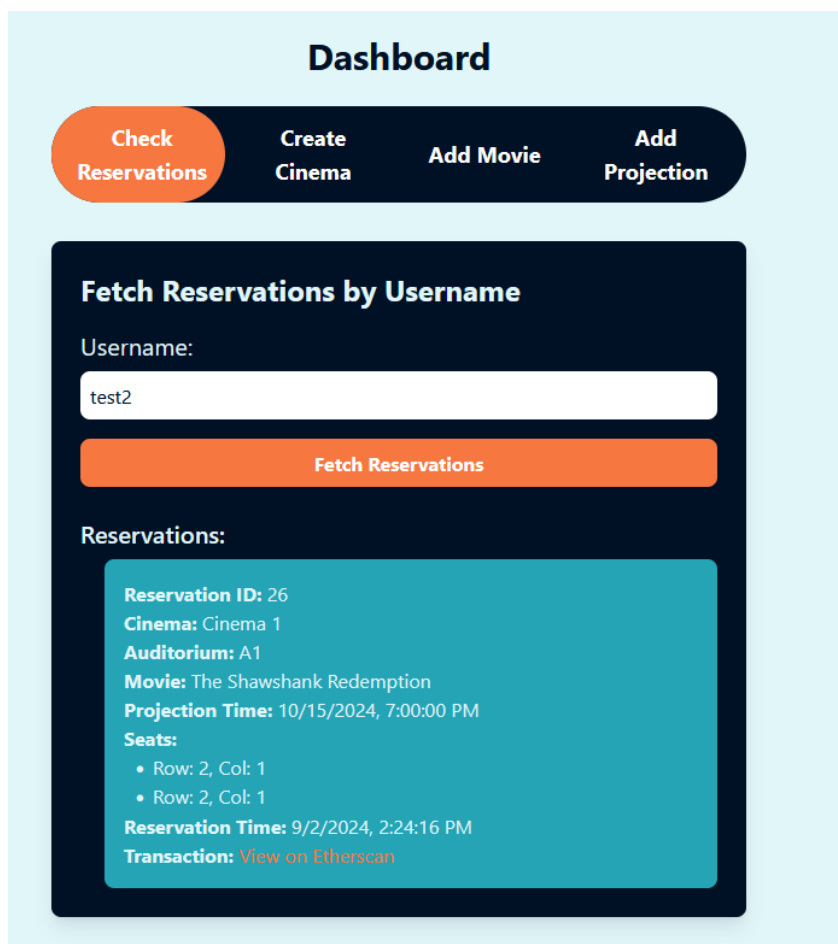 Dashboard
Check
Reservations
Create
Cinema
Add Movie
Add
Projection
Fetch Reservations by Username
Username:
test2
Fetch Reservations
Reservations:
Reservation ID: 26
Cinema: Cinema 1
Auditorium: A1
Movie: The Shawshank Redemption
Projection Time: 10/15/2024, 7:00:00 PM
Seats:
• Row: 2, Col: 1
• Row: 2, Col: 1
Reservation Time: 9/2/2024, 2:24:16 PM
Transaction: View on Etherscan